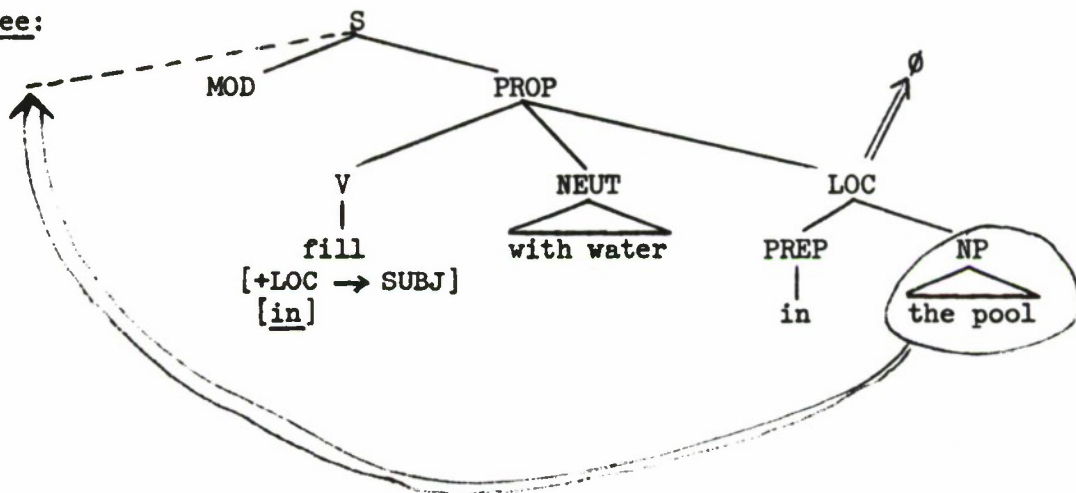 ee:
S
Ø
MOD PROP
V NEUT LOC
fill with water PREP NP
[+LOC → SUBJ]
[in] in the pool